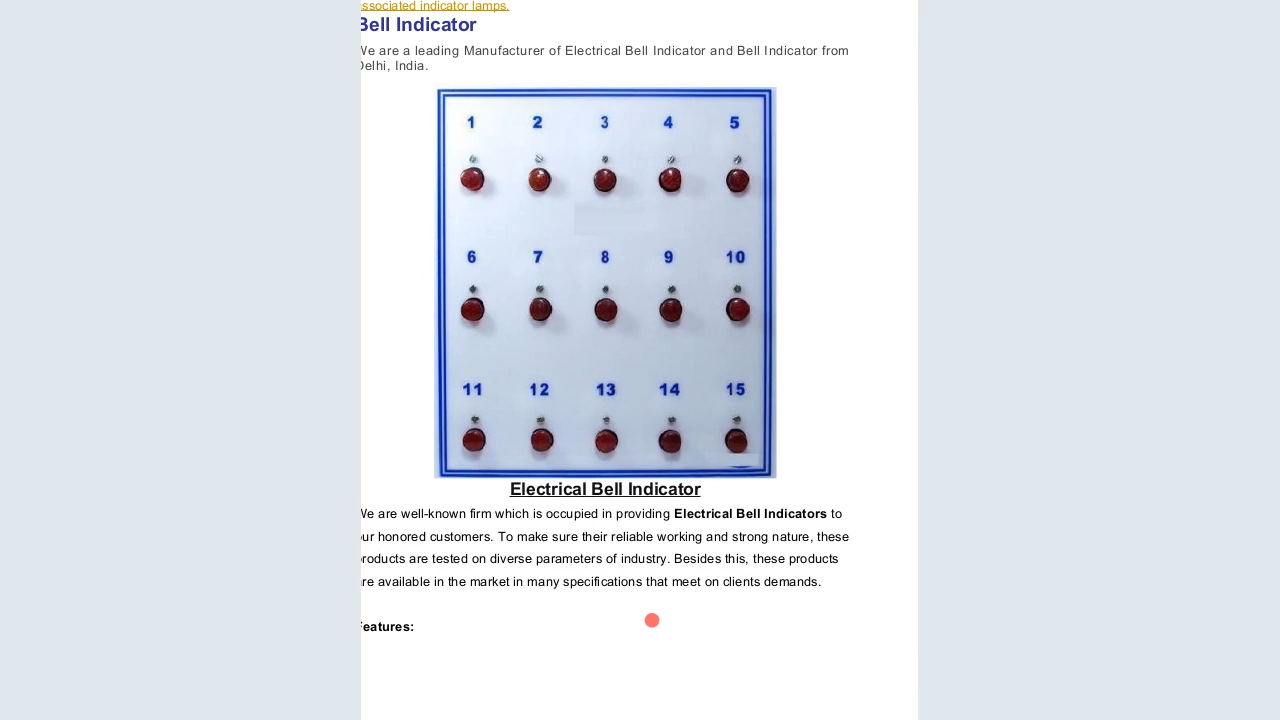 associated indicator lamps.
Bell Indicator
We are a leading Manufacturer of Electrical Bell Indicator and Bell Indicator from
Delhi, India.
1 2 3 4 5
6 7 8 9 10
11 12 13 14 15
Electrical Bell Indicator
We are well-known firm which is occupied in providing Electrical Bell Indicators to
our honored customers. To make sure their reliable working and strong nature, these
products are tested on diverse parameters of industry. Besides this, these products
are available in the market in many specifications that meet on clients demands.
Features: